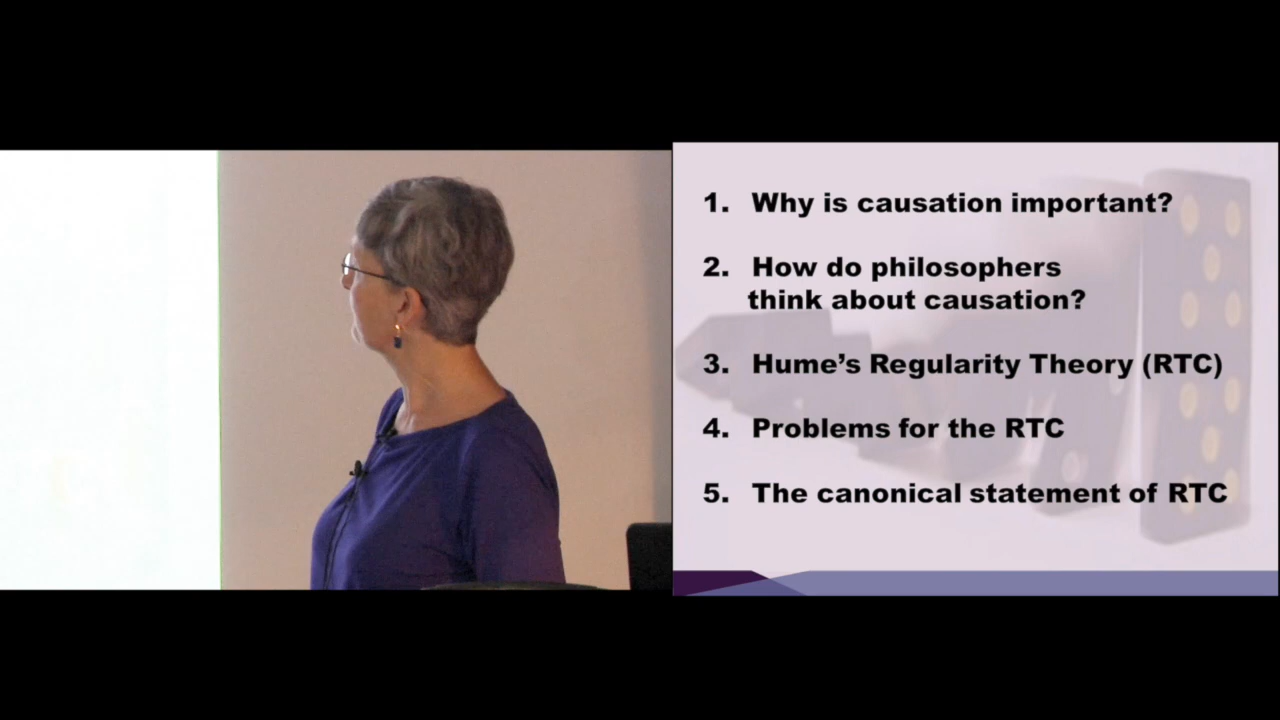 1. Why is causation important?
2. How do philosophers
think about causation?
3. Hume’s Regularity Theory (RTC)
4. Problems for the RTC
5. The canonical statement of RTC